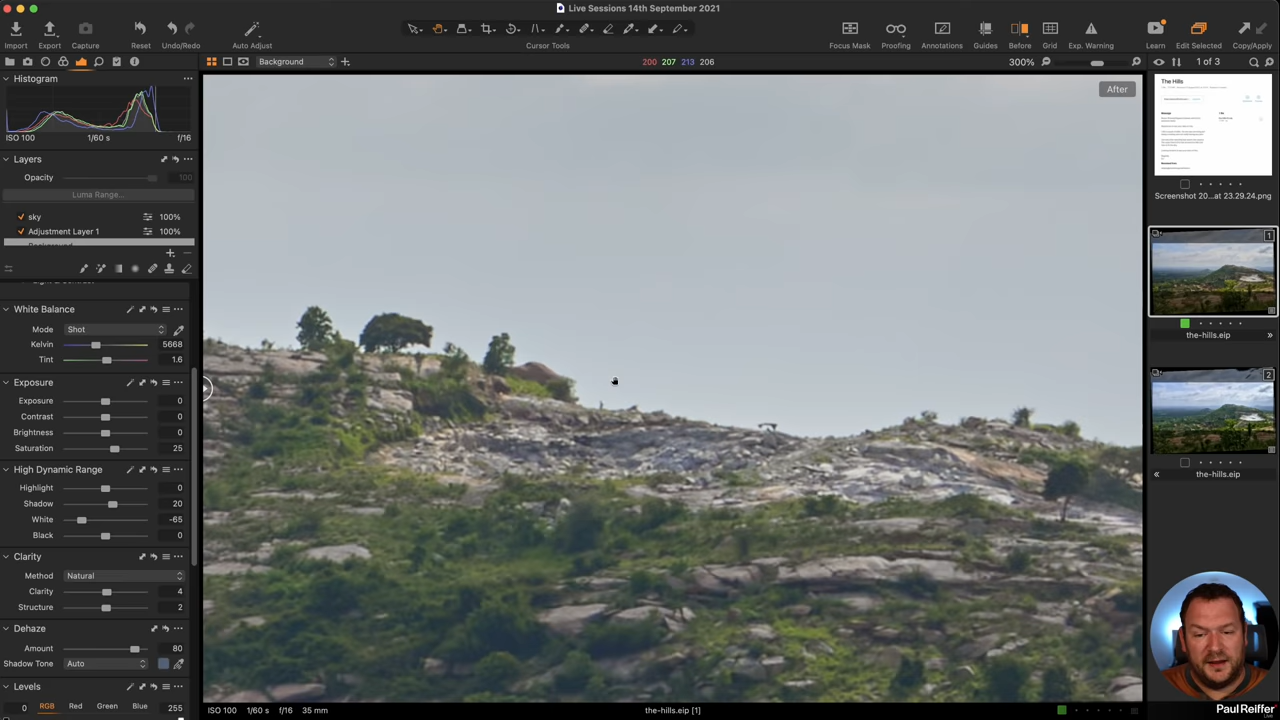 Live Sessions 14th September 2021
Import Export Capture Reset Undo/Redo Auto Adjust Cursor Tools Focus Mask Proofing Annotations Guides Before Grid Exp. Warning Learn Edit Selected Copy/Apply
Background 200 207 213 206 300% 1 of 3
Histogram
1/60 s f/16
Layers
Opacity 100
Luma Range...
sky 100%
Adjustment Layer 1 100%
Background
White Balance
Mode Shot
Kelvin 5668
Tint 1.6
Exposure
Exposure 0
Contrast 0
Brightness 0
Saturation 25
High Dynamic Range
Highlight 0
Shadow 20
White -65
Black 0
Clarity
Method Natural
Clarity 4
Structure 2
Dehaze
Amount 80
Shadow Tone Auto
Levels
0 RGB Red Green Blue 255
After
ISO 100 1/60 s f/16 35 mm the-hills.eip [1]
The Hills
Screenshot 20...at 23.29.24.png
1
the-hills.eip
2
the-hills.eip
Paul Reiffer
Live